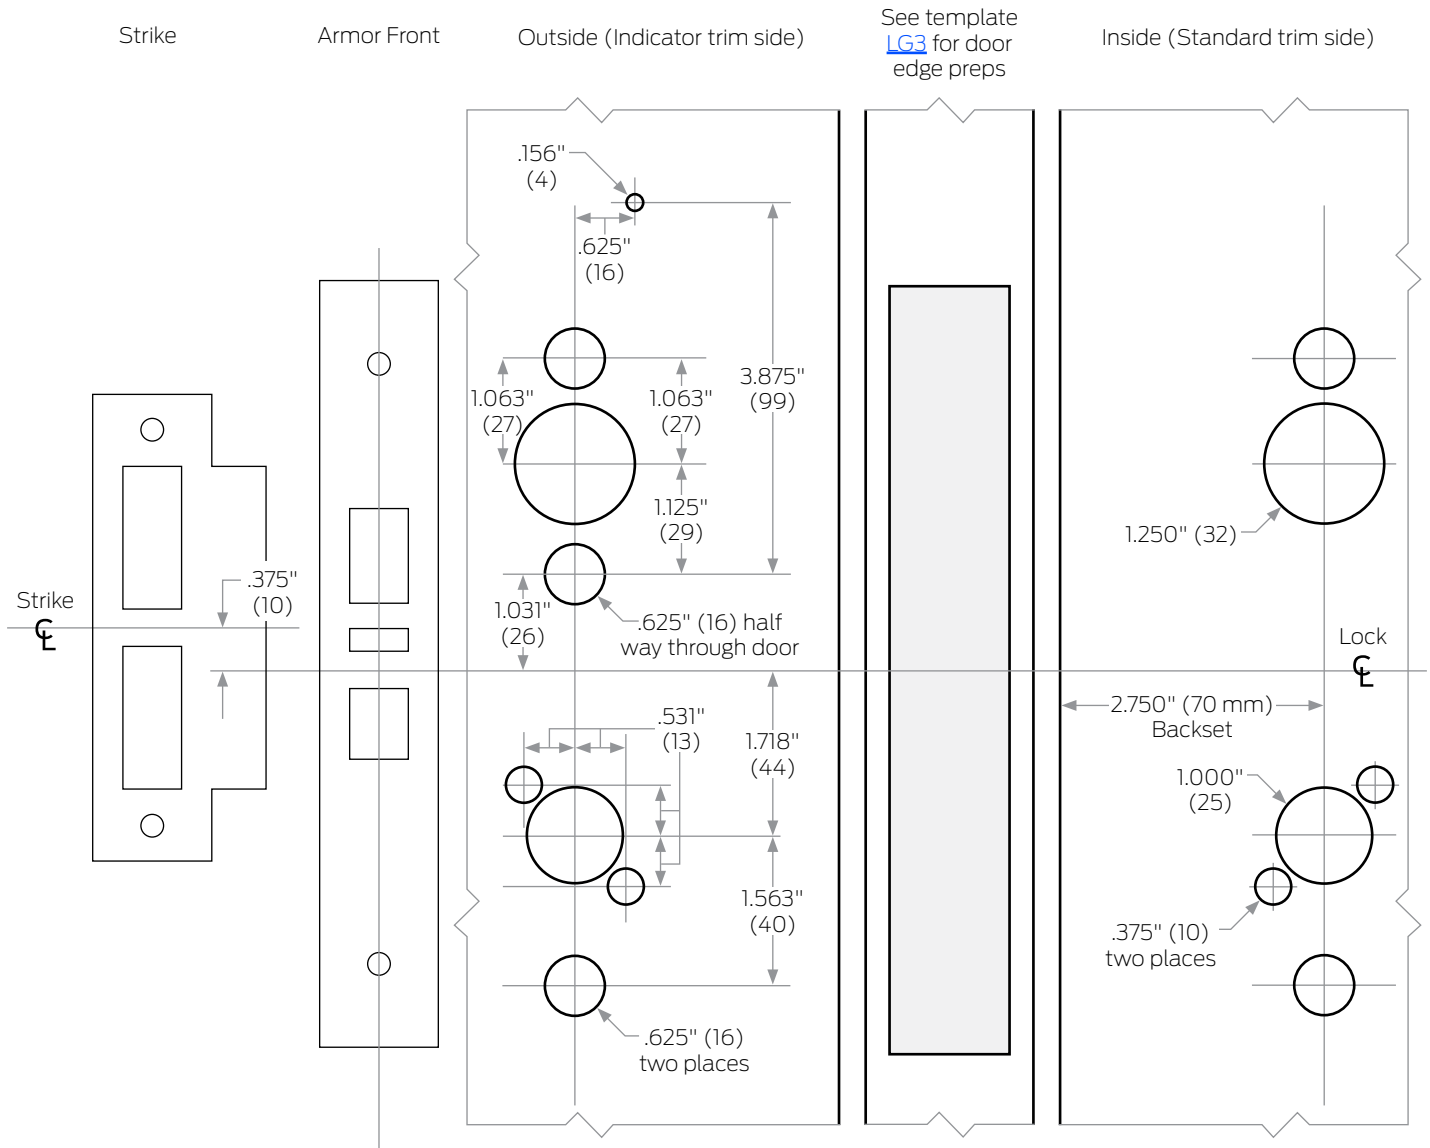 Strike
Armor Front
Outside (Indicator trim side)
See template
LG3 for door
edge preps
Inside (Standard trim side)
.156"
(4)
.625"
(16)
1.063"
(27)
1.063"
(27)
3.875"
(99)
1.125"
(29)
1.250" (32)
.375"
(10)
Strike
℄
1.031"
(26)
.625" (16) half
way through door
Lock
℄
2.750" (70 mm)
Backset
.531"
(13)
1.718"
(44)
1.000"
(25)
1.563"
(40)
.375" (10)
two places
.625" (16)
two places